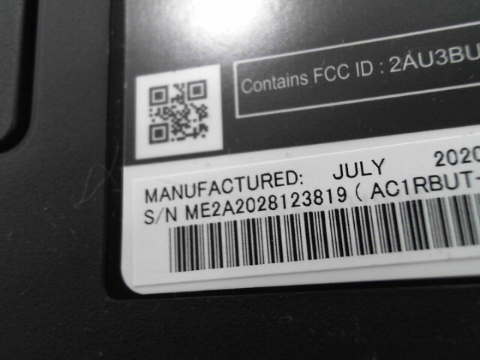 Contains FCC ID : 2AU3BU
MANUFACTURED: JULY 2020
S/N ME2A2028123819 ( AC1RBUT-